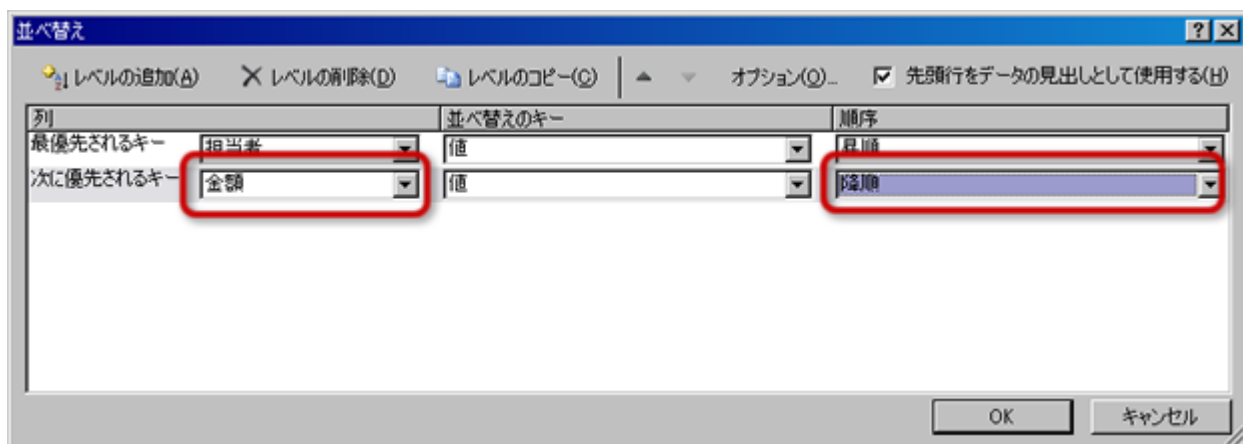 並べ替え
レベルの追加(A) レベルの削除(D) レベルのコピー(C) オプション(O)... 先頭行をデータの見出しとして使用する(H)
列 並べ替えのキー 順序
最優先されるキー 担当者 値 昇順
次に優先されるキー 金額 値 降順
OK キャンセル